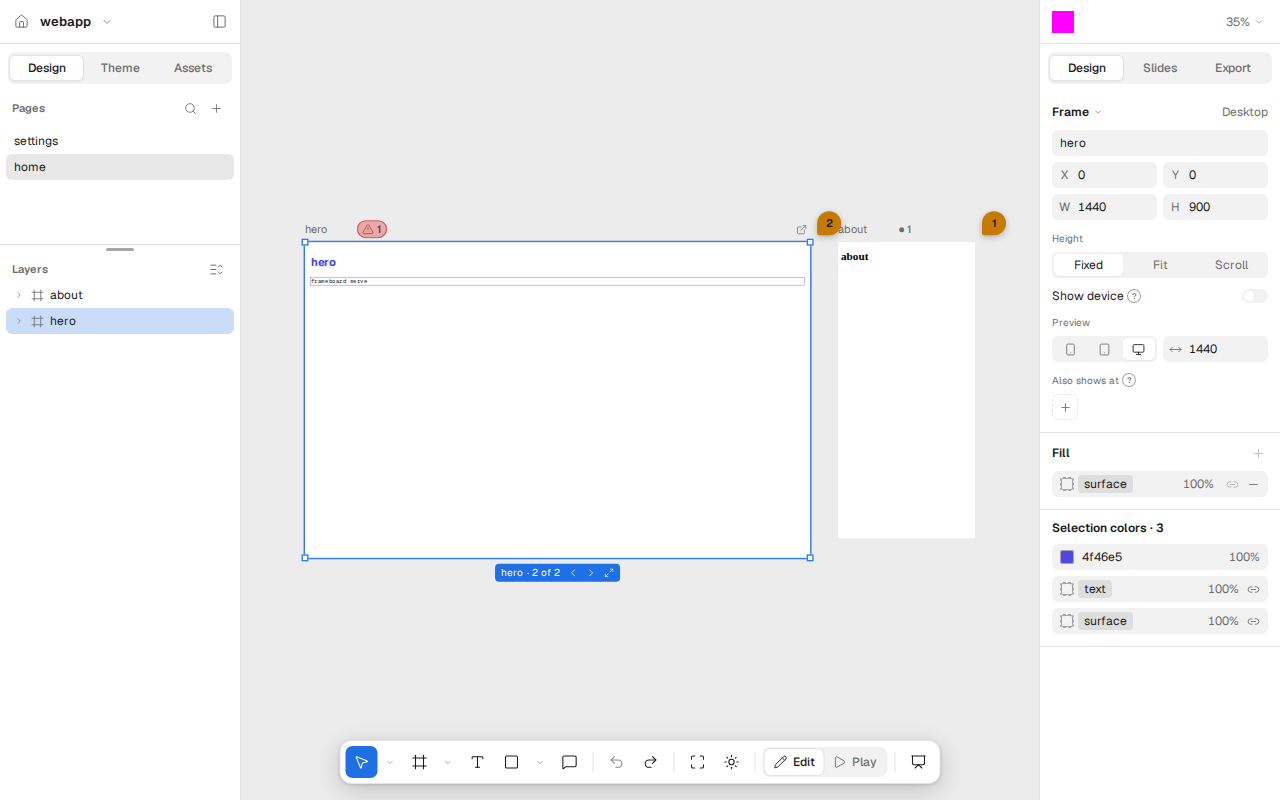 webapp
35%
Design
Theme
Assets
Design
Slides
Export
Pages
settings
home
Layers
about
hero
hero
1
2
about
1
1
hero
frameboard serve
about
hero · 2 of 2
Edit
Play
Frame
Desktop
hero
X 0
Y 0
W 1440
H 900
Height
Fixed
Fit
Scroll
Show device ?
Preview
1440
Also shows at ?
Fill
surface 100%
Selection colors · 3
4f46e5 100%
text 100%
surface 100%